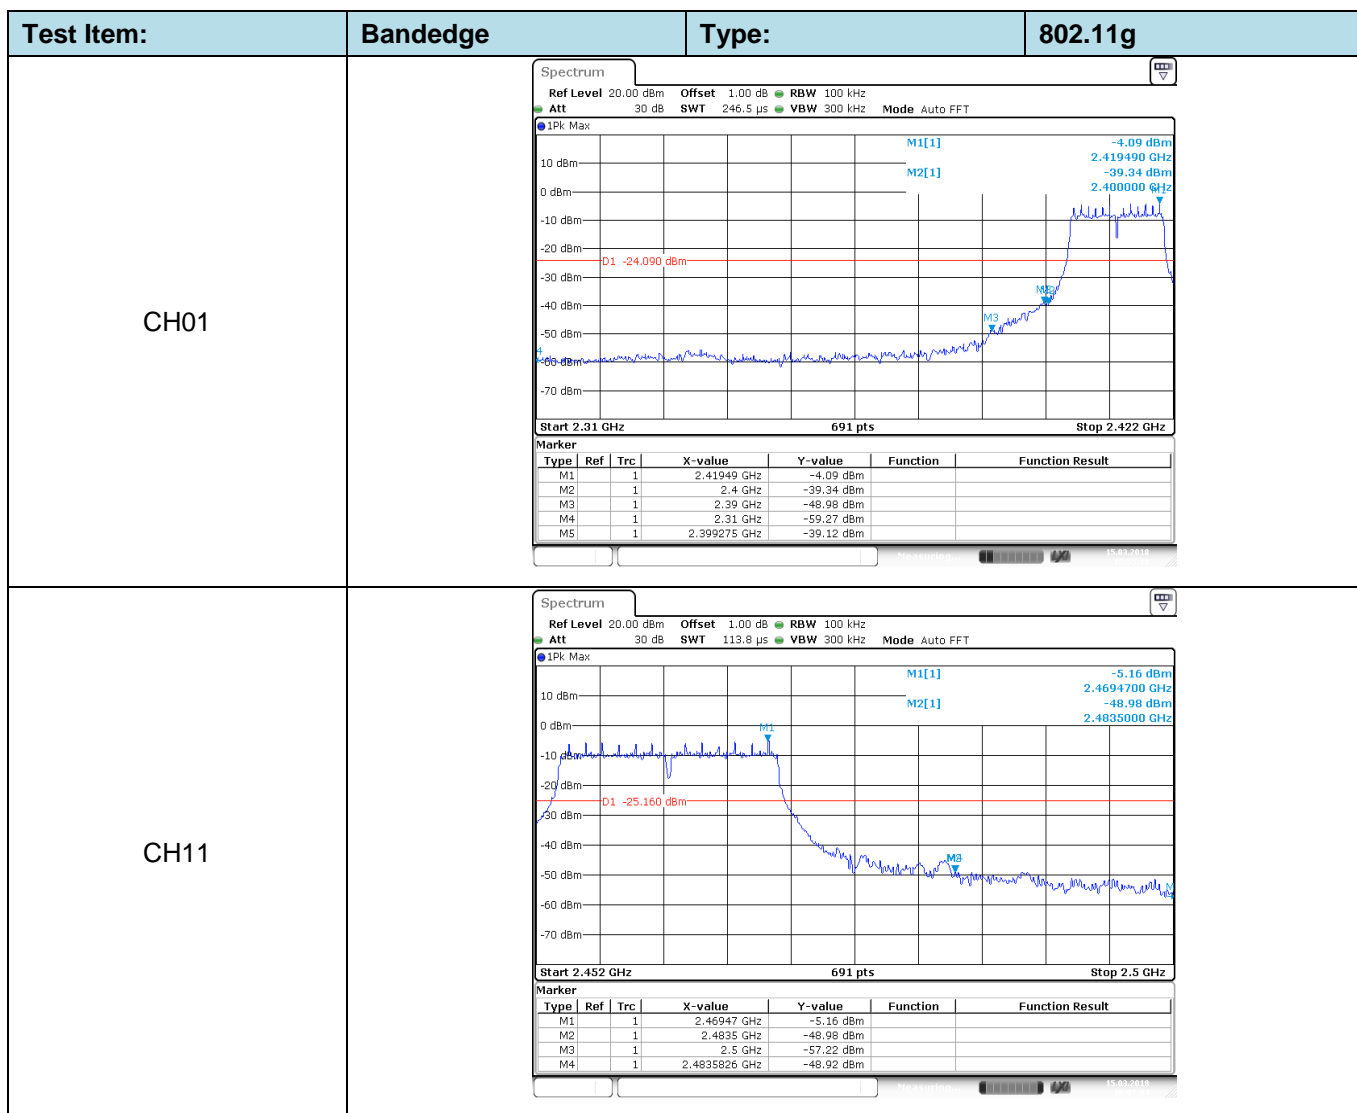 Test Item: Bandedge Type: 802.11g
CH01
Spectrum
Ref Level 20.00 dBm Offset 1.00 dB RBW 100 kHz
Att 30 dB SWT 246.5 µs VBW 300 kHz Mode Auto FFT
1Pk Max
M1[1] -4.09 dBm
2.419490 GHz
M2[1] -39.34 dBm
2.400000 GHz
10 dBm
0 dBm
-10 dBm
-20 dBm
D1 -24.090 dBm
-30 dBm
-40 dBm
M3
-50 dBm
-60 dBm
-70 dBm
Start 2.31 GHz 691 pts Stop 2.422 GHz
Marker
Type Ref Trc X-value Y-value Function Function Result
M1 1 2.41949 GHz -4.09 dBm
M2 1 2.4 GHz -39.34 dBm
M3 1 2.39 GHz -48.98 dBm
M4 1 2.31 GHz -59.27 dBm
M5 1 2.399275 GHz -39.12 dBm
Measuring... 15.03.2018
CH11
Spectrum
Ref Level 20.00 dBm Offset 1.00 dB RBW 100 kHz
Att 30 dB SWT 113.8 µs VBW 300 kHz Mode Auto FFT
1Pk Max
M1[1] -5.16 dBm
2.4694700 GHz
M2[1] -48.98 dBm
2.4835000 GHz
10 dBm
0 dBm
M1
-10 dBm
-20 dBm
D1 -25.160 dBm
-30 dBm
-40 dBm
-50 dBm
-60 dBm
-70 dBm
Start 2.452 GHz 691 pts Stop 2.5 GHz
Marker
Type Ref Trc X-value Y-value Function Function Result
M1 1 2.46947 GHz -5.16 dBm
M2 1 2.4835 GHz -48.98 dBm
M3 1 2.5 GHz -57.22 dBm
M4 1 2.4835826 GHz -48.92 dBm
Measuring... 15.03.2018